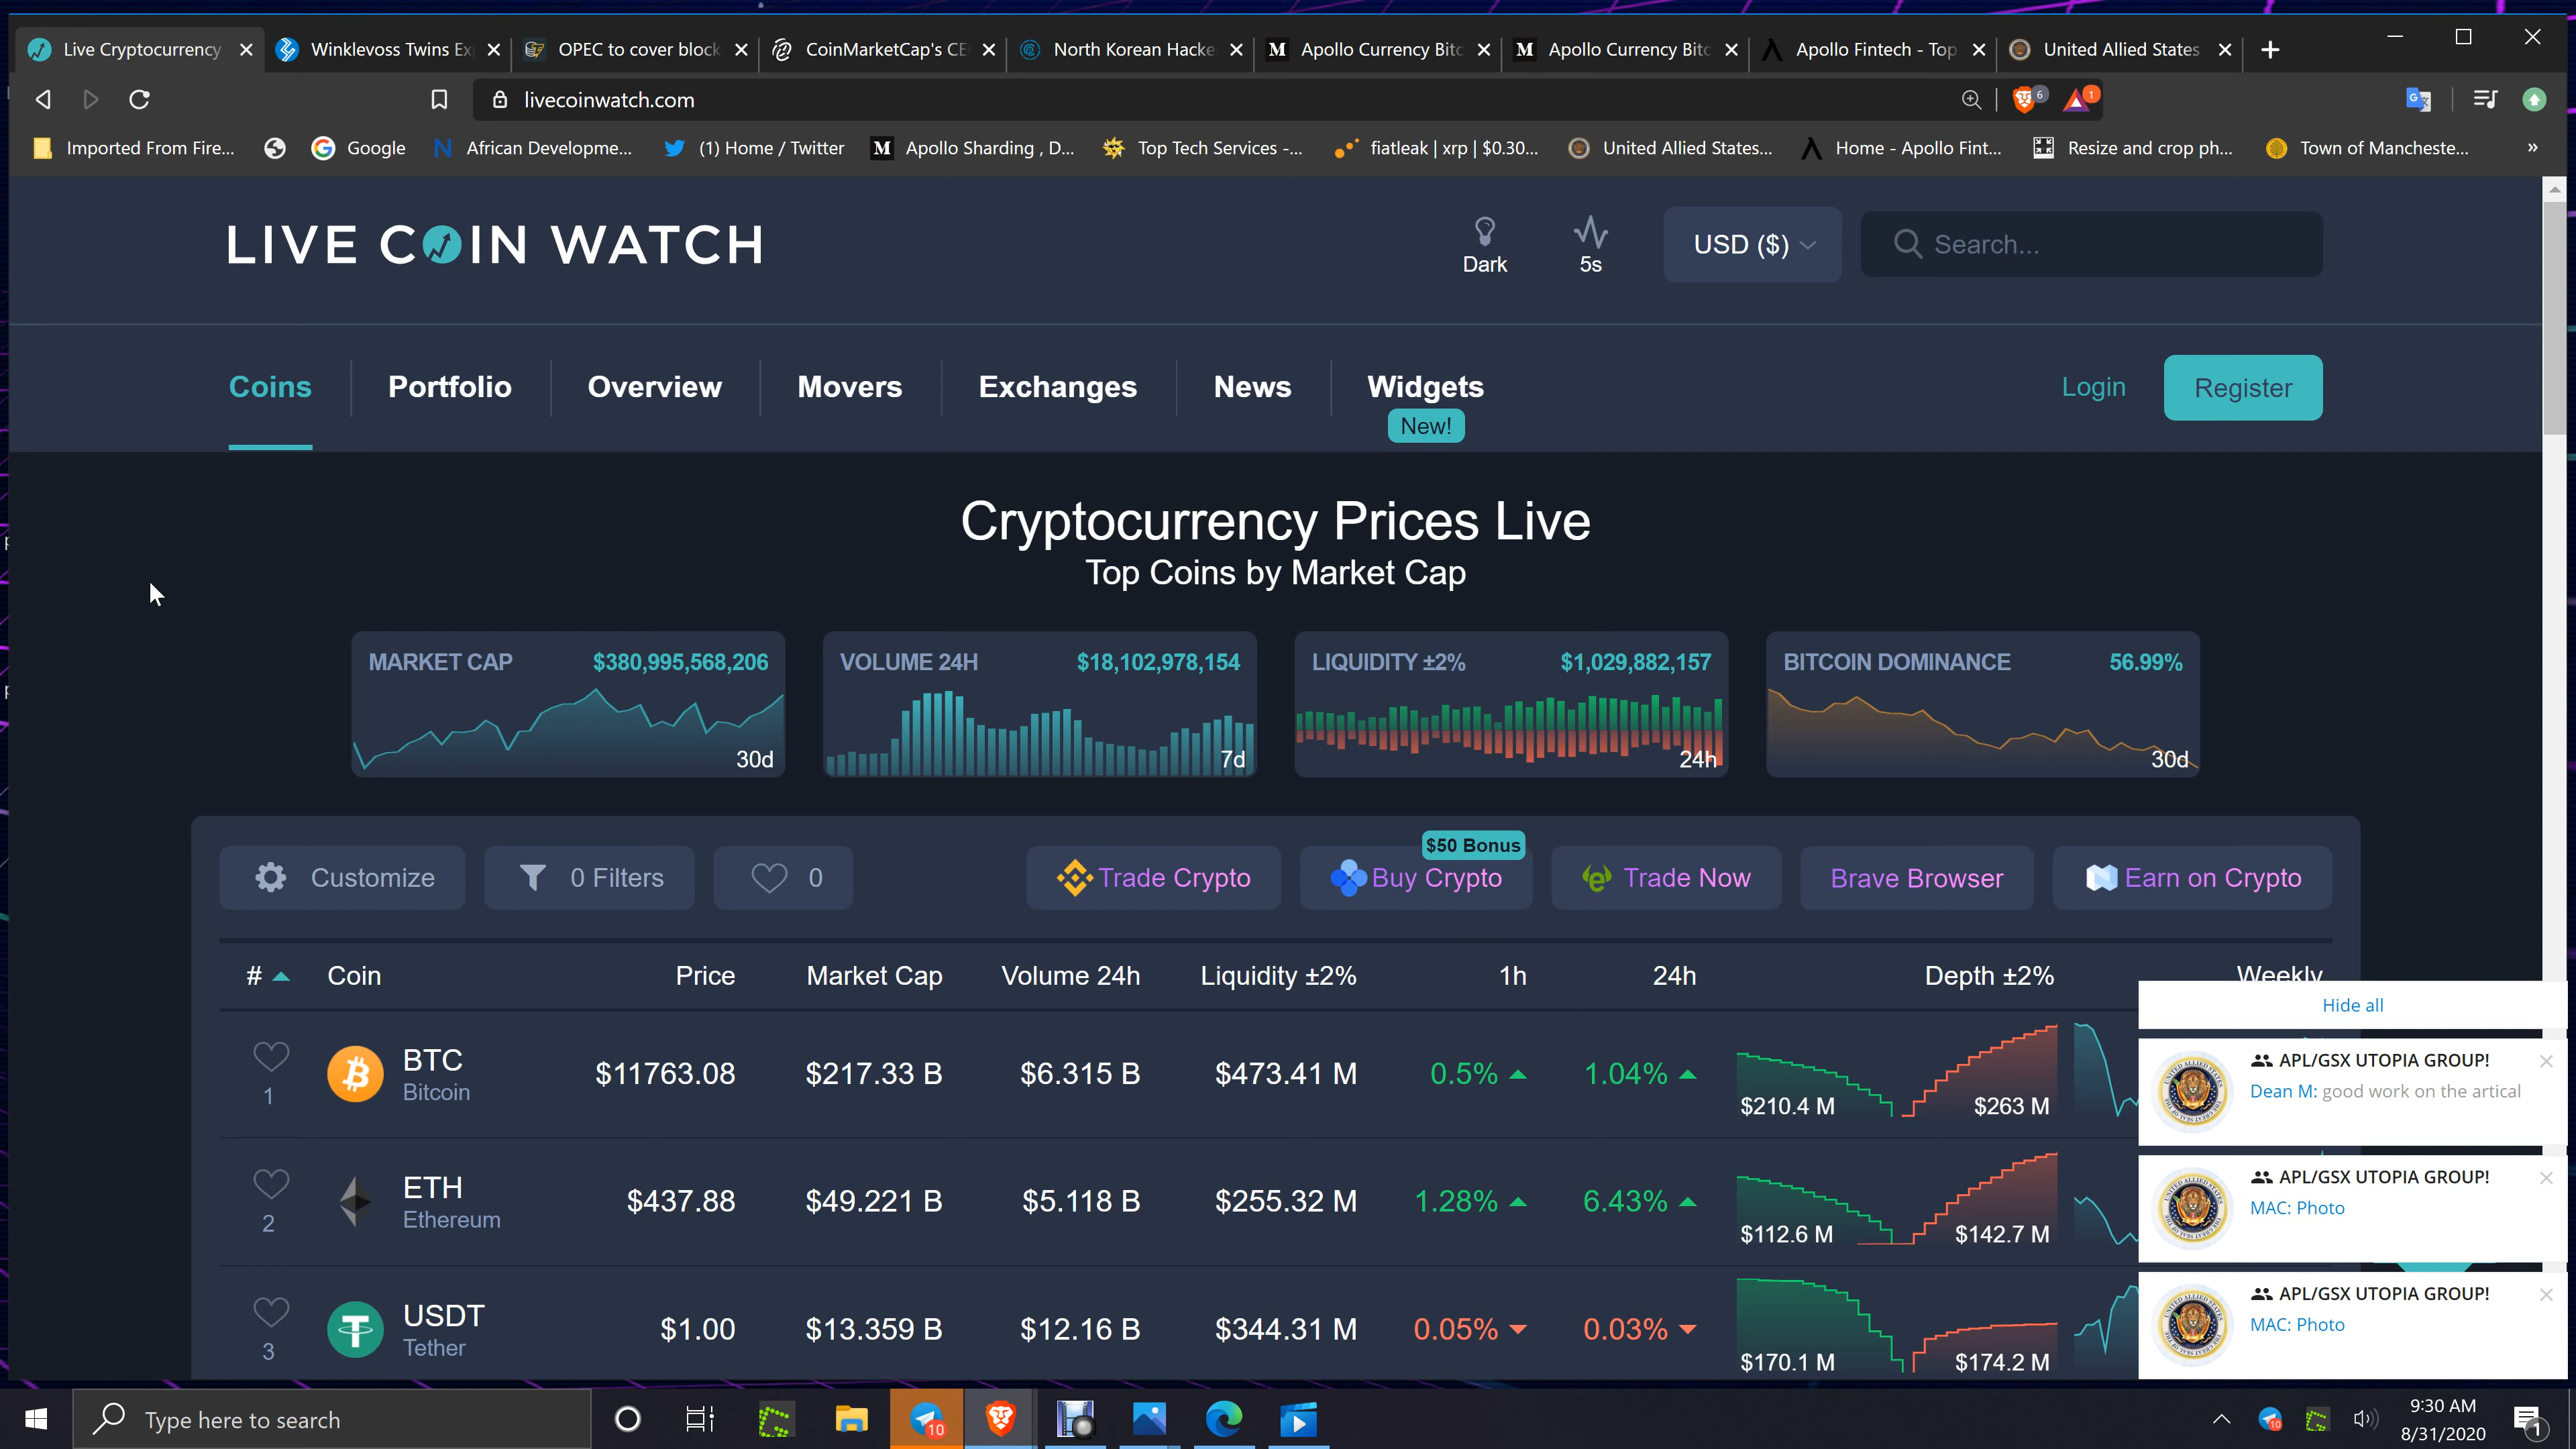 Live Cryptocurrency
Winklevoss Twins Ex
OPEC to cover block
CoinMarketCap's CE
North Korean Hacke
Apollo Currency Bitc
Apollo Currency Bitc
Apollo Fintech - Top
United Allied States
livecoinwatch.com
6
1
Imported From Fire...
Google
African Developme...
(1) Home / Twitter
Apollo Sharding , D...
Top Tech Services -...
fiatleak | xrp | $0.30...
United Allied States...
Home - Apollo Fint...
Resize and crop ph...
Town of Mancheste...
LIVE COIN WATCH
Dark
5s
USD ($)
Search...
Coins
Portfolio
Overview
Movers
Exchanges
News
Widgets
New!
Login
Register
Cryptocurrency Prices Live
Top Coins by Market Cap
MARKET CAP $380,995,568,206
30d
VOLUME 24H $18,102,978,154
7d
LIQUIDITY ±2% $1,029,882,157
24h
BITCOIN DOMINANCE 56.99%
30d
Customize
0 Filters
0
Trade Crypto
$50 Bonus
Buy Crypto
Trade Now
Brave Browser
Earn on Crypto
# Coin Price Market Cap Volume 24h Liquidity ±2% 1h 24h Depth ±2% Weekly
1 BTC Bitcoin $11763.08 $217.33 B $6.315 B $473.41 M 0.5% 1.04% $210.4 M $263 M
2 ETH Ethereum $437.88 $49.221 B $5.118 B $255.32 M 1.28% 6.43% $112.6 M $142.7 M
3 USDT Tether $1.00 $13.359 B $12.16 B $344.31 M 0.05% 0.03% $170.1 M $174.2 M
Hide all
APL/GSX UTOPIA GROUP!
Dean M: good work on the artical
APL/GSX UTOPIA GROUP!
MAC: Photo
APL/GSX UTOPIA GROUP!
MAC: Photo
Type here to search
10
10
9:30 AM
8/31/2020
1